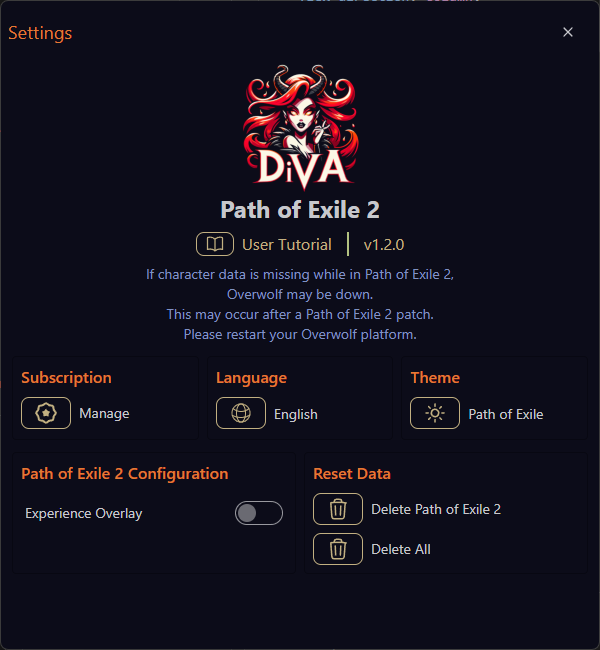 Settings
DiVA
Path of Exile 2
User Tutorial
v1.2.0
If character data is missing while in Path of Exile 2,
Overwolf may be down.
This may occur after a Path of Exile 2 patch.
Please restart your Overwolf platform.
Subscription
Language
Theme
Manage
English
Path of Exile
Path of Exile 2 Configuration
Reset Data
Experience Overlay
Delete Path of Exile 2
Delete All